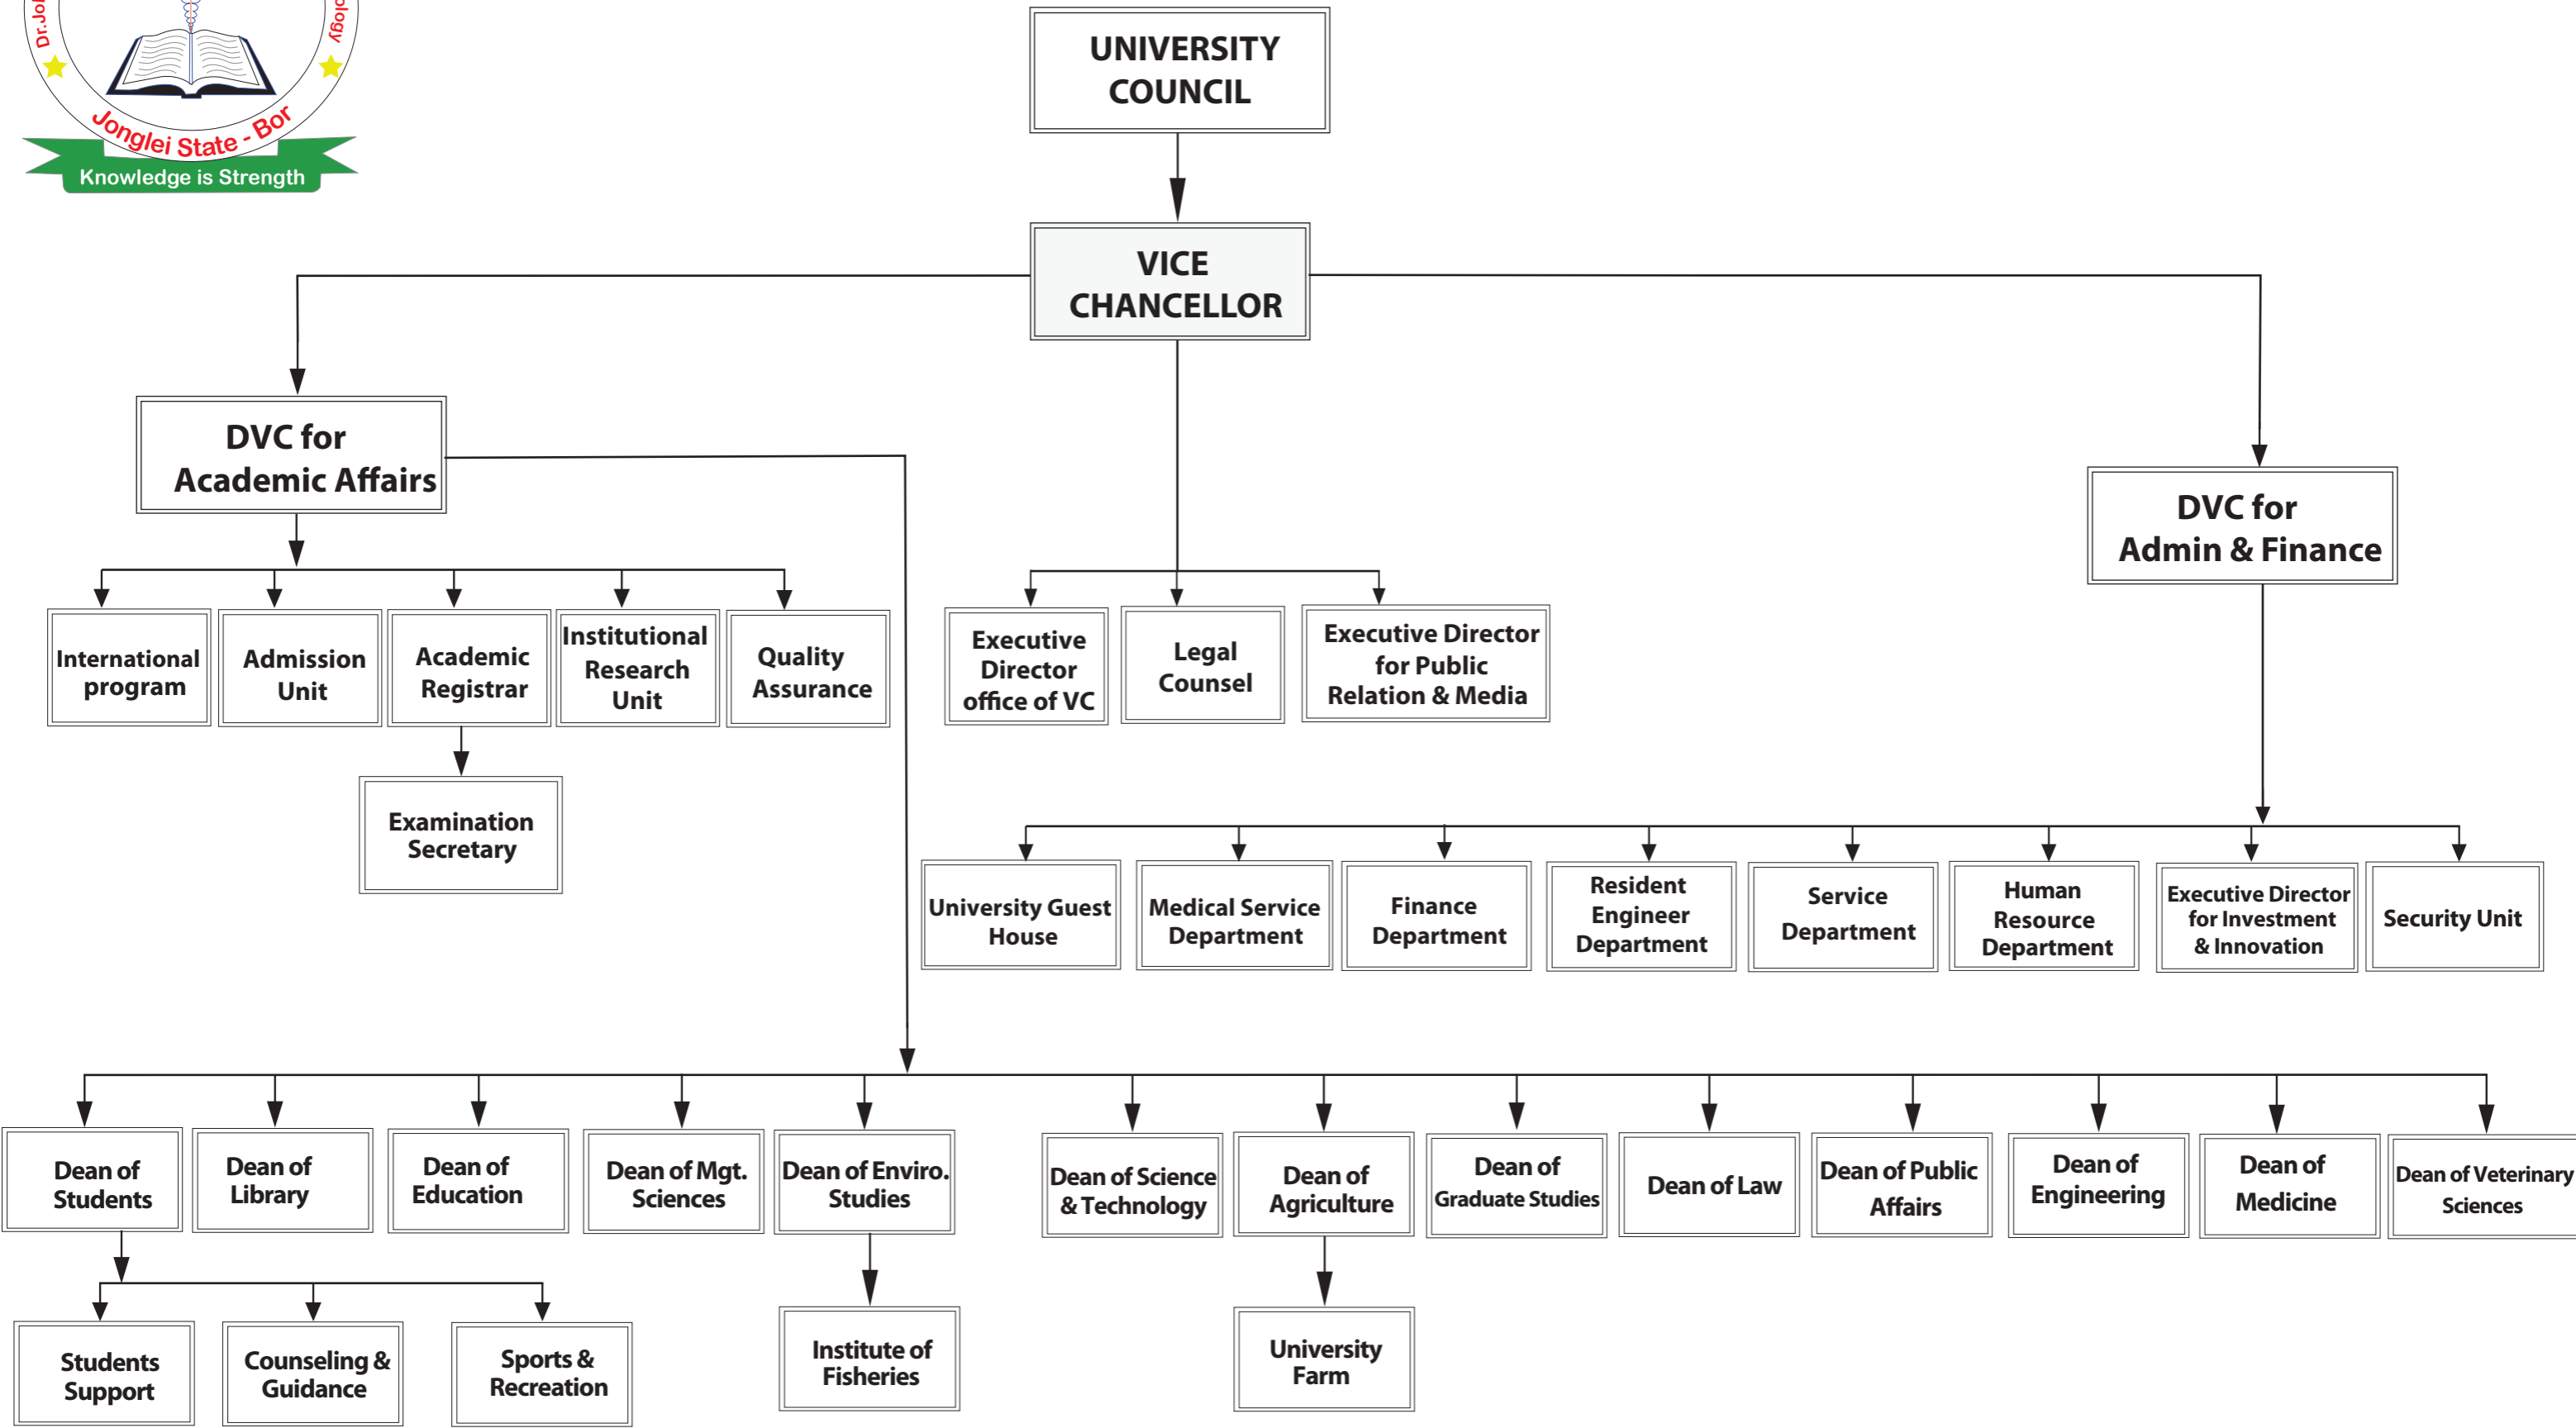 Dr.Jo
ology
Jonglei State - Bor
Knowledge is Strength
UNIVERSITY
COUNCIL
VICE
CHANCELLOR
DVC for
Academic Affairs
DVC for
Admin & Finance
International
program
Admission
Unit
Academic
Registrar
Institutional
Research
Unit
Quality
Assurance
Executive
Director
office of VC
Legal
Counsel
Executive Director
for Public
Relation & Media
Examination
Secretary
University Guest
House
Medical Service
Department
Finance
Department
Resident
Engineer
Department
Service
Department
Human
Resource
Department
Executive Director
for Investment
& Innovation
Security Unit
Dean of
Students
Dean of
Library
Dean of
Education
Dean of Mgt.
Sciences
Dean of Enviro.
Studies
Dean of Science
& Technology
Dean of
Agriculture
Dean of
Graduate Studies
Dean of Law
Dean of Public
Affairs
Dean of
Engineering
Dean of
Medicine
Dean of Veterinary
Sciences
Students
Support
Counseling &
Guidance
Sports &
Recreation
Institute of
Fisheries
University
Farm